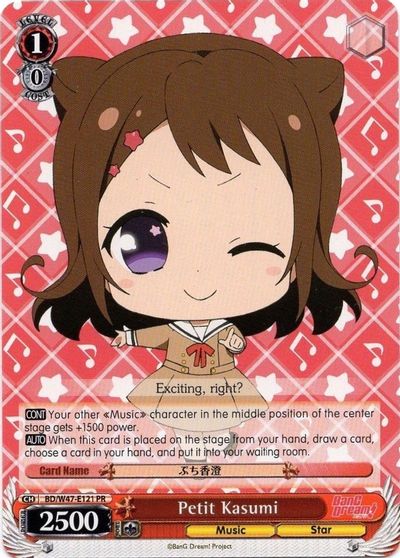 LEVEL
1
0
COST
Exciting, right?
CONT Your other «Music» character in the middle position of the center
stage gets +1500 power.
AUTO When this card is placed on the stage from your hand, draw a card,
choose a card in your hand, and put it into your waiting room.
Card Name ぷち香澄
CH BD/W47-E121 PR
2500
Petit Kasumi
Music Star
BanG Dream!
©BanG Dream! Project